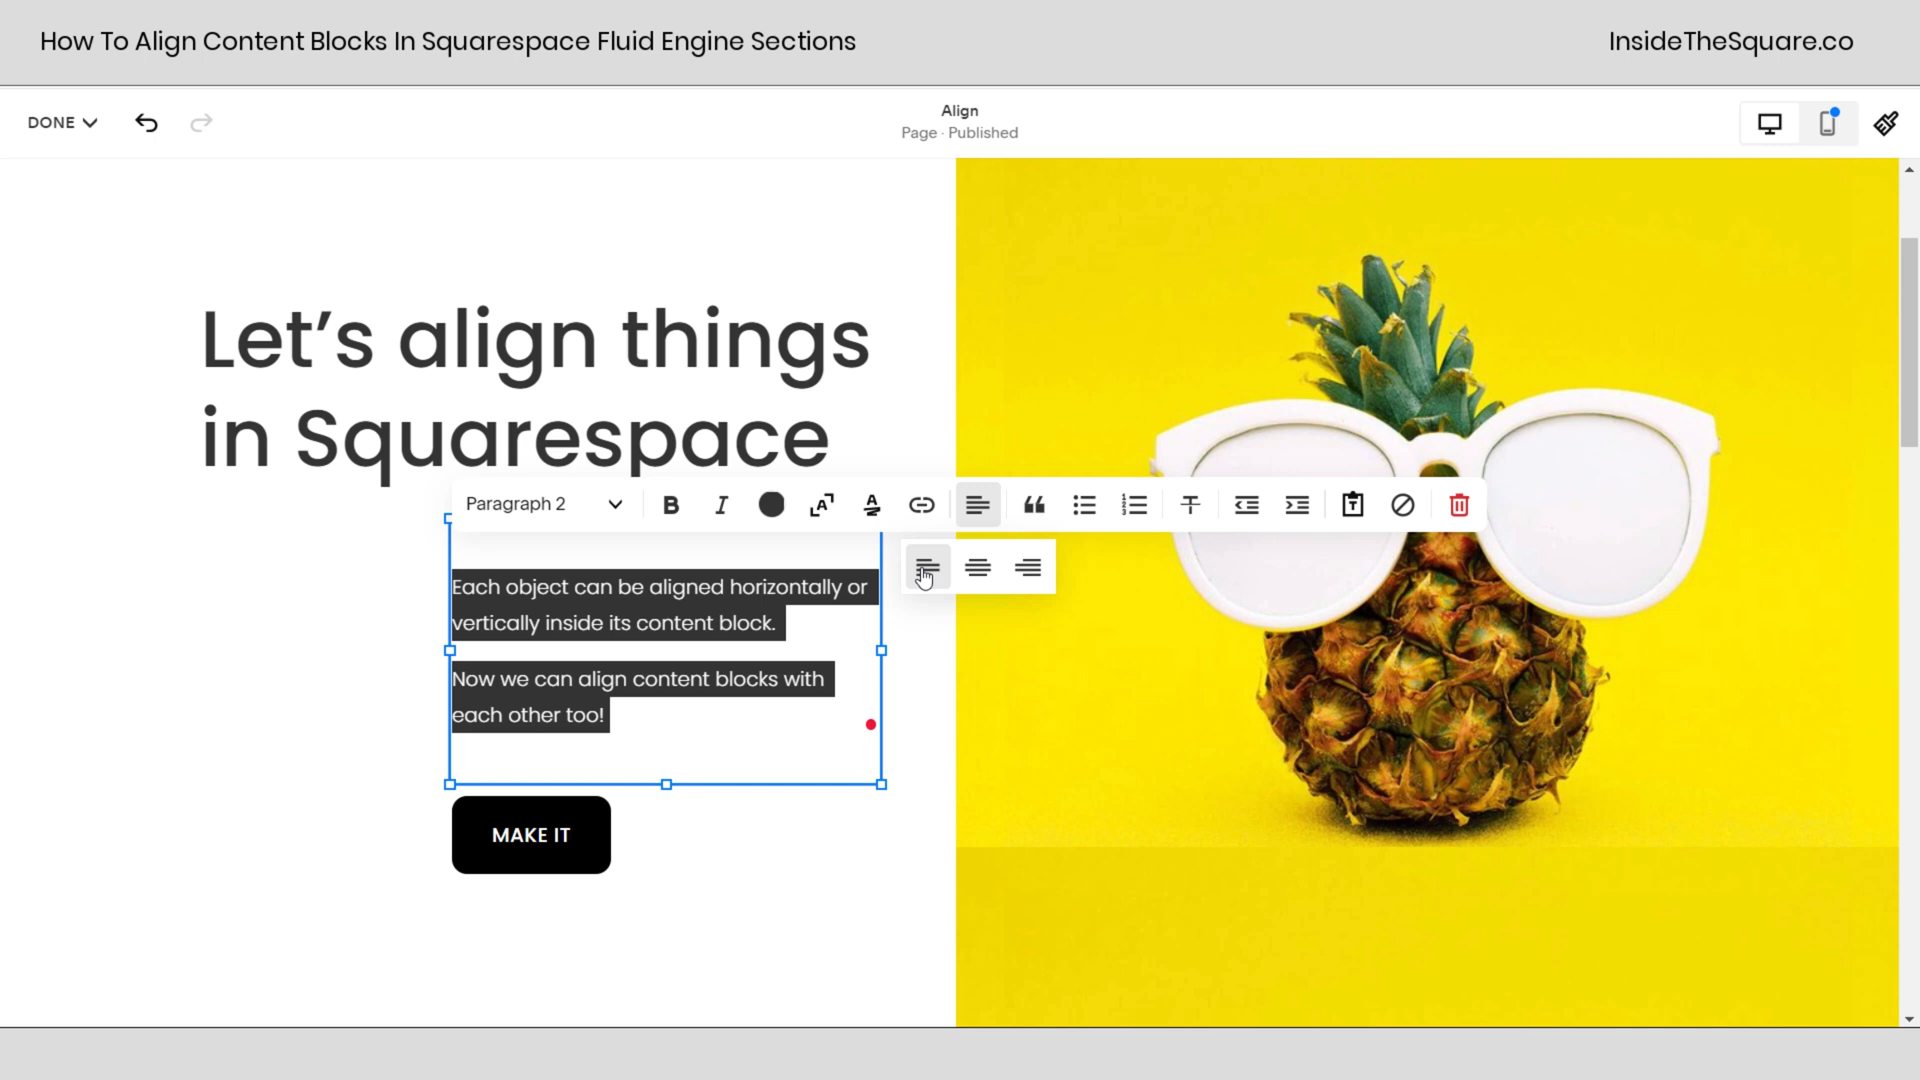 How To Align Content Blocks In Squarespace Fluid Engine Sections
InsideTheSquare.co
DONE
Align
Page · Published
Let’s align things
in Squarespace
Paragraph 2
Each object can be aligned horizontally or
vertically inside its content block.
Now we can align content blocks with
each other too!
MAKE IT